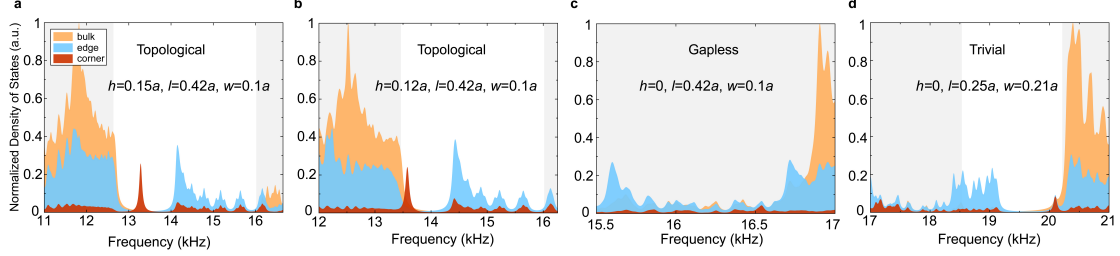 a
b
c
d
Normalized Density of States (a.u.)
1
0.8
0.6
0.4
0.2
0
bulk
edge
corner
Topological
h=0.15a, l=0.42a, w=0.1a
11 12 13 14 15 16
Frequency (kHz)
1
0.8
0.6
0.4
0.2
0
Topological
h=0.12a, l=0.42a, w=0.1a
12 13 14 15 16
Frequency (kHz)
1
0.8
0.6
0.4
0.2
0
Gapless
h=0, l=0.42a, w=0.1a
15.5 16 16.5 17
Frequency (kHz)
1
0.8
0.6
0.4
0.2
0
Trivial
h=0, l=0.25a, w=0.21a
17 18 19 20 21
Frequency (kHz)